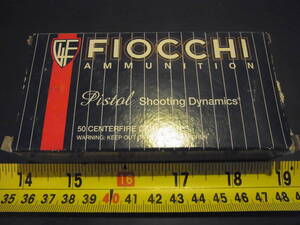 FIOCCHI
AMMUNITION
Pistol Shooting Dynamics
50 CENTERFIRE
WARNING: KEEP OUT
14 15 16 17 18 19
36 37 38 39 40 41 42 43 44 45 46 47 48